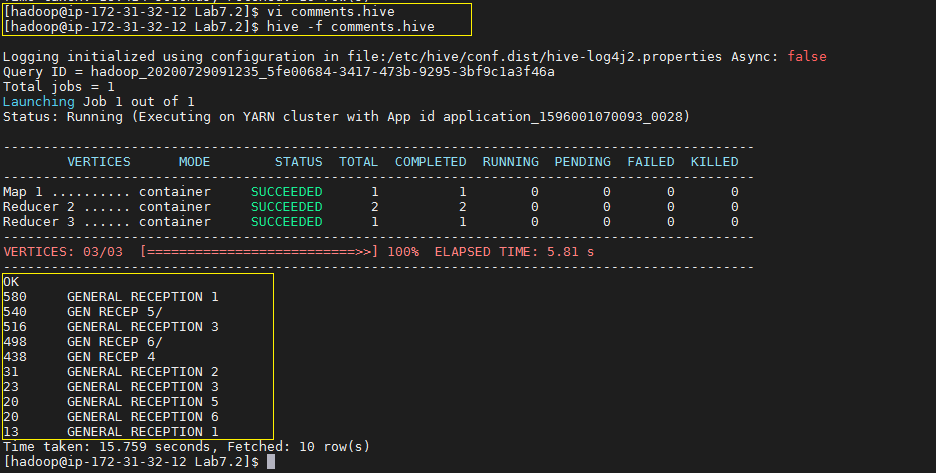 [hadoop@ip-172-31-32-12 Lab7.2]$ vi comments.hive
[hadoop@ip-172-31-32-12 Lab7.2]$ hive -f comments.hive
Logging initialized using configuration in file:/etc/hive/conf.dist/hive-log4j2.properties Async: false
Query ID = hadoop_20200729091235_5fe00684-3417-473b-9295-3bf9c1a3f46a
Total jobs = 1
Launching Job 1 out of 1
Status: Running (Executing on YARN cluster with App id application_1596001070093_0028)
----------------------------------------------------------------------------------------------
VERTICES MODE STATUS TOTAL COMPLETED RUNNING PENDING FAILED KILLED
----------------------------------------------------------------------------------------------
Map 1 .......... container SUCCEEDED 1 1 0 0 0 0
Reducer 2 ...... container SUCCEEDED 2 2 0 0 0 0
Reducer 3 ...... container SUCCEEDED 1 1 0 0 0 0
----------------------------------------------------------------------------------------------
VERTICES: 03/03 [==========================>>] 100% ELAPSED TIME: 5.81 s
----------------------------------------------------------------------------------------------
OK
580 GENERAL RECEPTION 1
540 GEN RECEP 5/
516 GENERAL RECEPTION 3
498 GEN RECEP 6/
438 GEN RECEP 4
31 GENERAL RECEPTION 2
23 GENERAL RECEPTION 3
20 GENERAL RECEPTION 5
20 GENERAL RECEPTION 6
13 GENERAL RECEPTION 1
Time taken: 15.759 seconds, Fetched: 10 row(s)
[hadoop@ip-172-31-32-12 Lab7.2]$